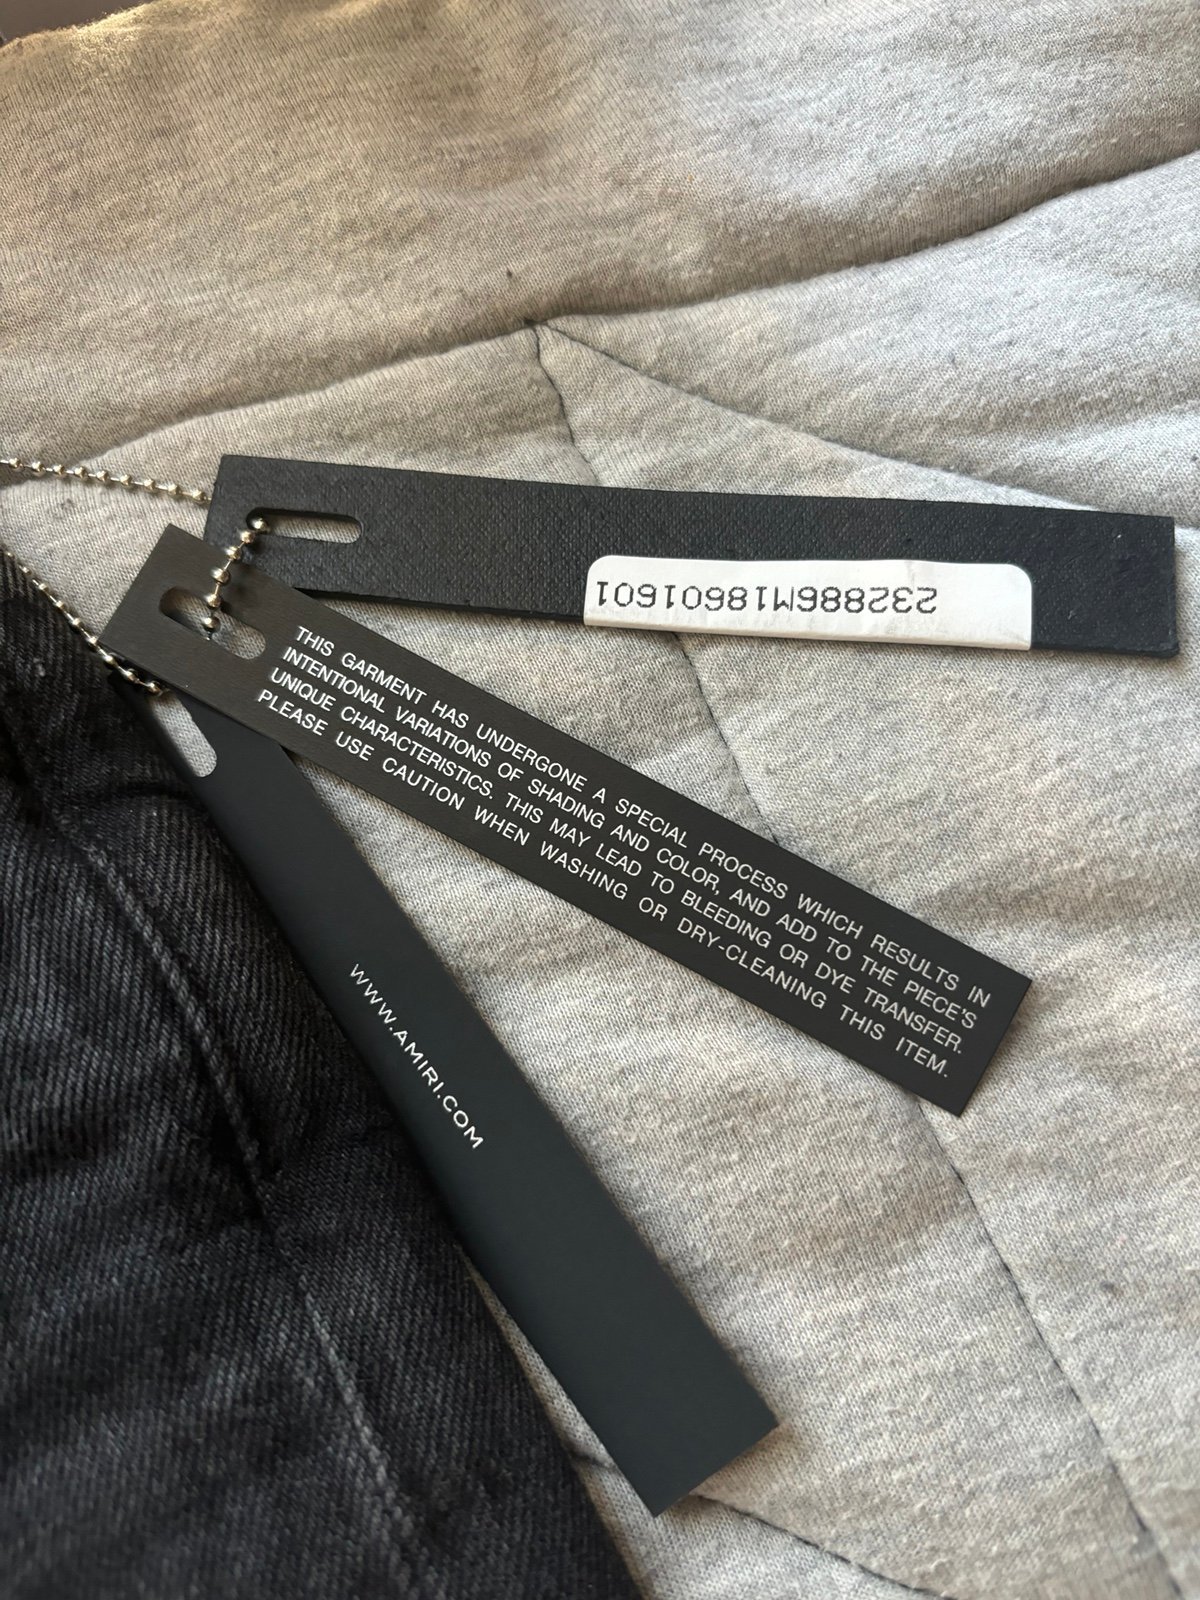 232886M18601601
THIS GARMENT HAS UNDERGONE A SPECIAL PROCESS WHICH RESULTS IN
INTENTIONAL VARIATIONS OF SHADING AND COLOR, AND ADD TO THE PIECE'S
UNIQUE CHARACTERISTICS. THIS MAY LEAD TO BLEEDING OR DYE TRANSFER.
PLEASE USE CAUTION WHEN WASHING OR DRY-CLEANING THIS ITEM.
WWW.AMIRI.COM